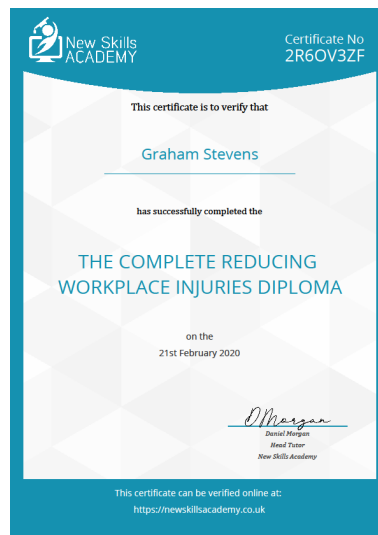 New Skills
ACADEMY
Certificate No
2R6OV3ZF
This certificate is to verify that
Graham Stevens
has successfully completed the
THE COMPLETE REDUCING
WORKPLACE INJURIES DIPLOMA
on the
21st February 2020
DMorgan
Daniel Morgan
Head Tutor
New Skills Academy
This certificate can be verified online at:
https://newskillsacademy.co.uk